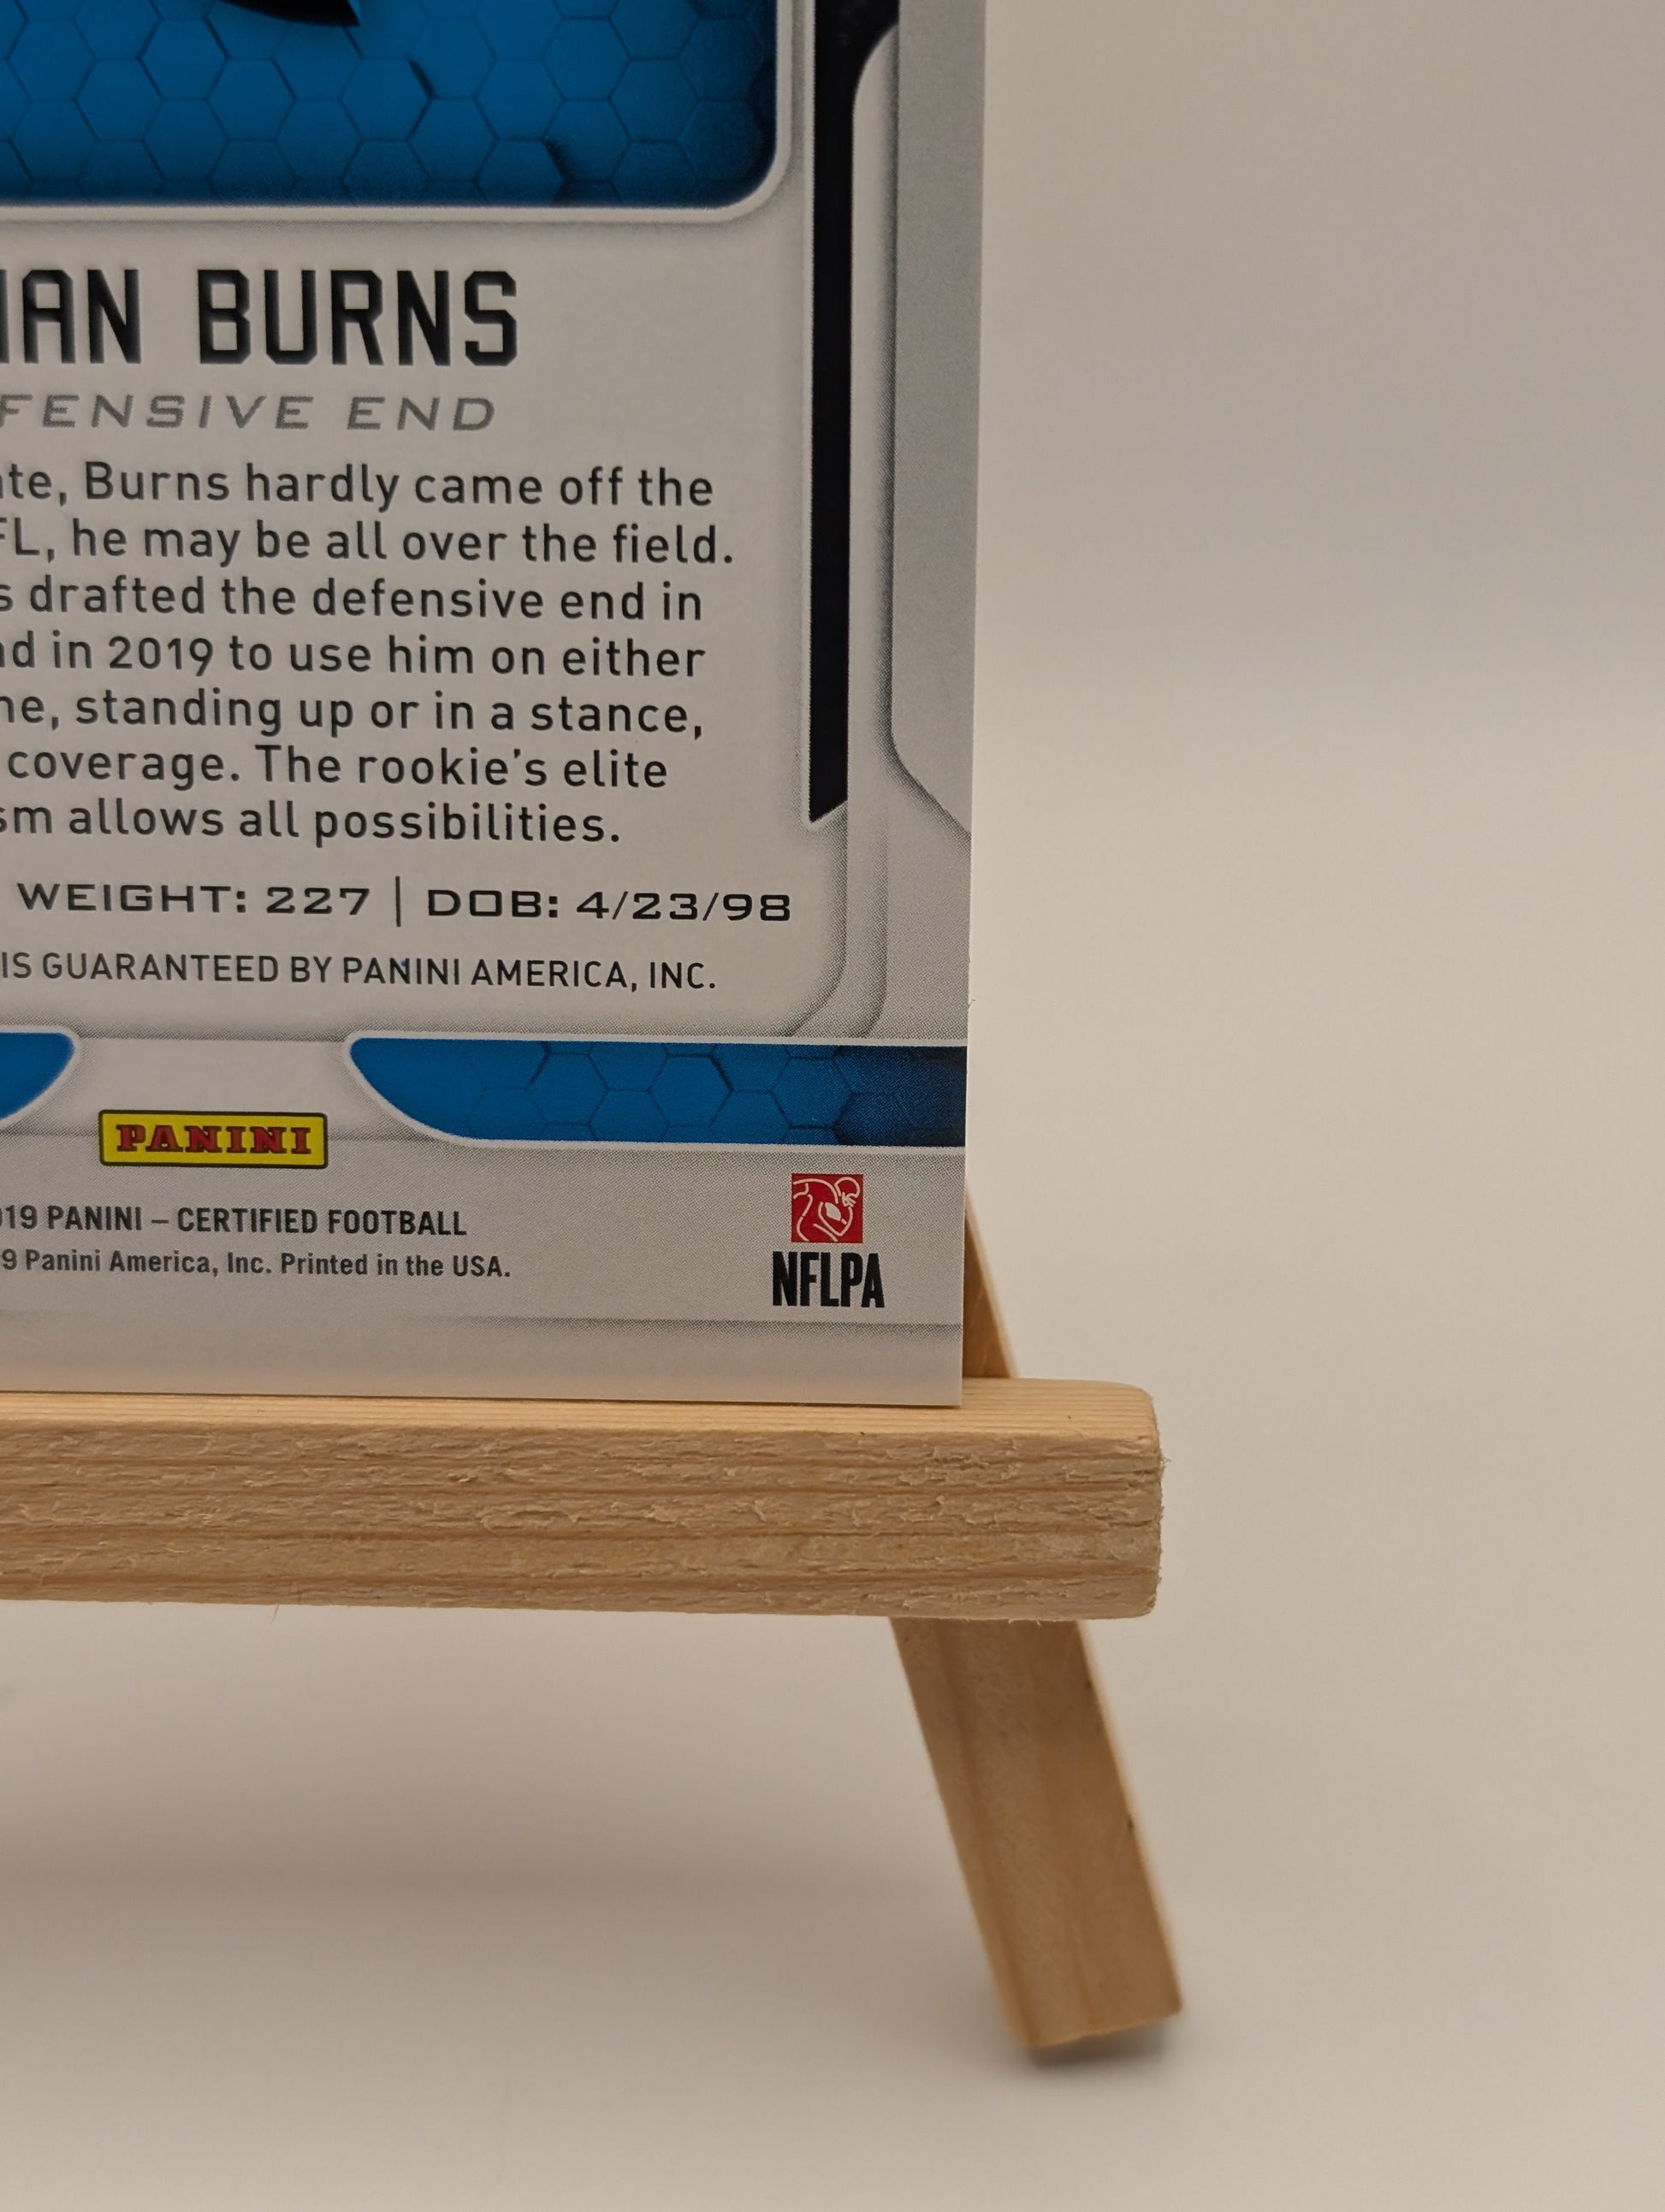 IAN BURNS
FENSIVE END
te, Burns hardly came off the
FL, he may be all over the field.
s drafted the defensive end in
nd in 2019 to use him on either
ne, standing up or in a stance,
coverage. The rookie's elite
sm allows all possibilities.
WEIGHT: 227 | DOB: 4/23/98
IS GUARANTEED BY PANINI AMERICA, INC.
PANINI
19 PANINI – CERTIFIED FOOTBALL
9 Panini America, Inc. Printed in the USA.
NFLPA